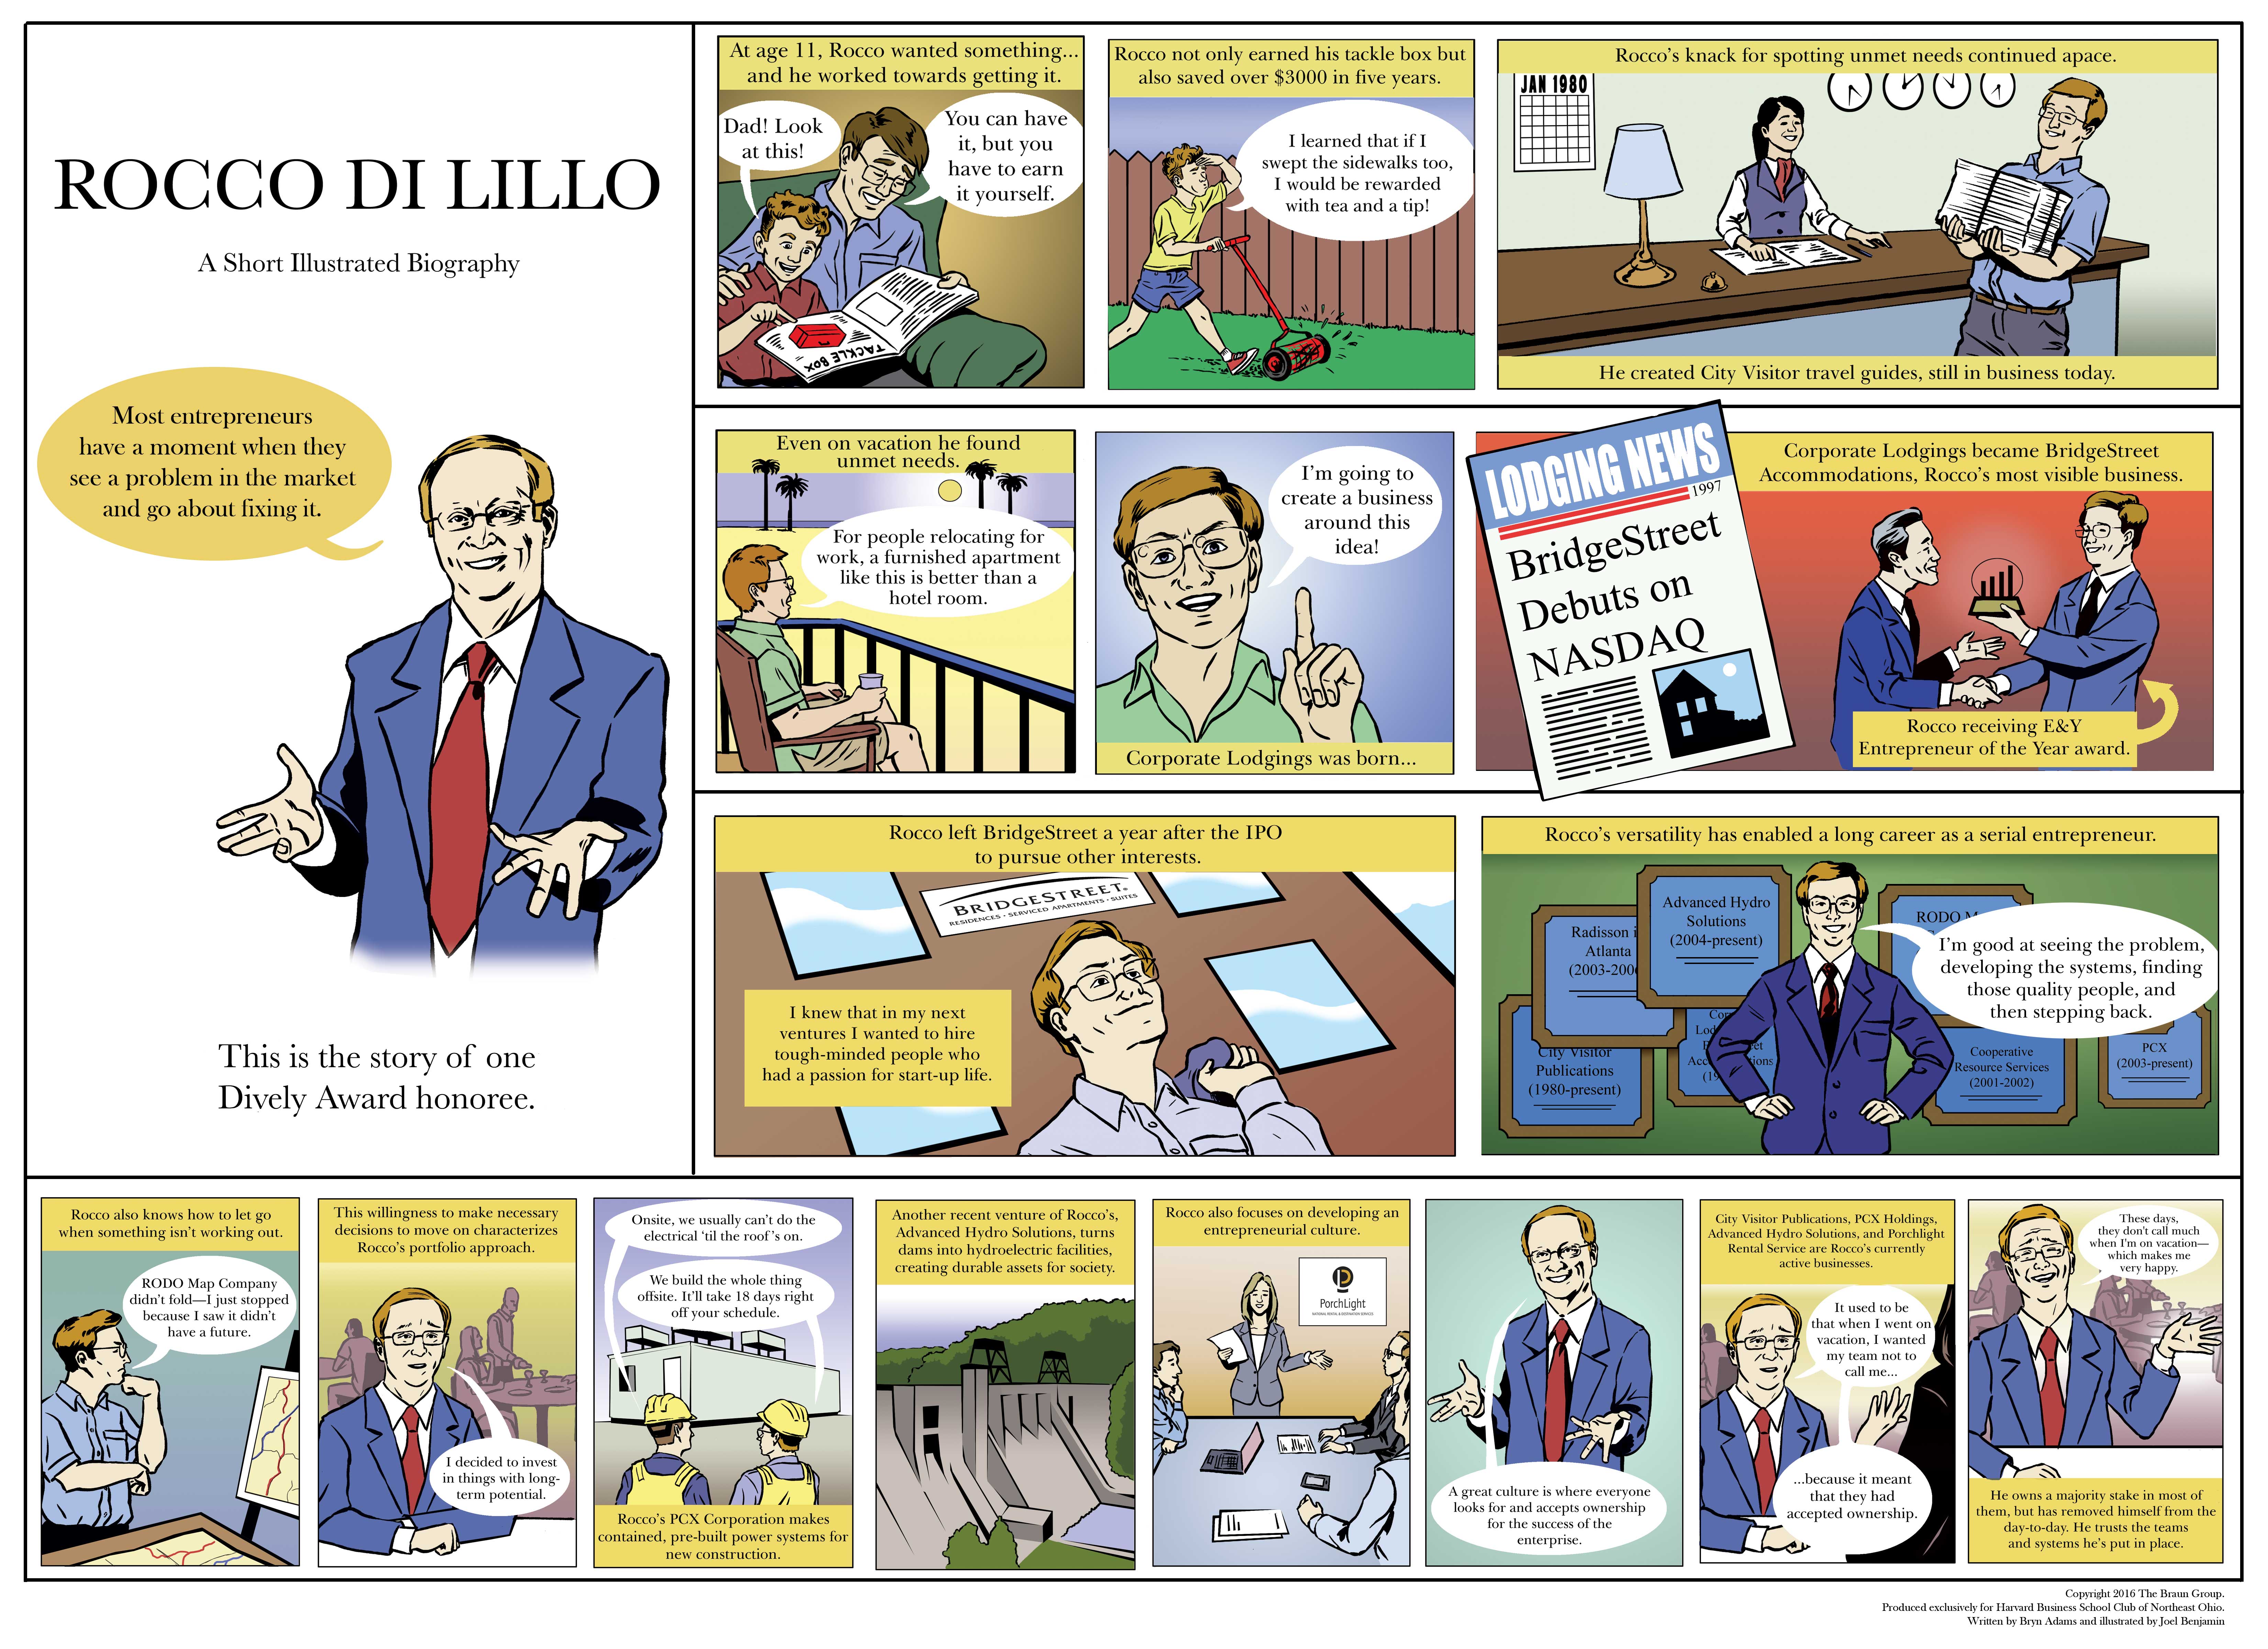 ROCCO DI LILLO
A Short Illustrated Biography
Most entrepreneurs
have a moment when they
see a problem in the market
and go about fixing it.
This is the story of one
Dively Award honoree.
At age 11, Rocco wanted something...
and he worked towards getting it.
Dad! Look
at this!
You can have
it, but you
have to earn
it yourself.
TACKLE BOX
Rocco not only earned his tackle box but
also saved over $3000 in five years.
I learned that if I
swept the sidewalks too,
I would be rewarded
with tea and a tip!
Rocco's knack for spotting unmet needs continued apace.
JAN 1980
He created City Visitor travel guides, still in business today.
Even on vacation he found
unmet needs.
For people relocating for
work, a furnished apartment
like this is better than a
hotel room.
I'm going to
create a business
around this
idea!
Corporate Lodgings was born...
LODGING NEWS
1997
BridgeStreet
Debuts on
NASDAQ
Corporate Lodgings became BridgeStreet
Accommodations, Rocco's most visible business.
Rocco receiving E&Y
Entrepreneur of the Year award.
Rocco left BridgeStreet a year after the IPO
to pursue other interests.
BRIDGESTREET.
RESIDENCES • SERVICED APARTMENTS • SUITES
I knew that in my next
ventures I wanted to hire
tough-minded people who
had a passion for start-up life.
Rocco's versatility has enabled a long career as a serial entrepreneur.
Radisson
Atlanta
(2003-200
Advanced Hydro
Solutions
(2004-present)
RODO
I'm good at seeing the problem,
developing the systems, finding
those quality people, and
then stepping back.
City Visitor
Publications
(1980-present)
Cooperative
Resource Services
(2001-2002)
PCX
(2003-present)
Rocco also knows how to let go
when something isn't working out.
RODO Map Company
didn't fold—I just stopped
because I saw it didn't
have a future.
This willingness to make necessary
decisions to move on characterizes
Rocco's portfolio approach.
I decided to invest
in things with long-
term potential.
Onsite, we usually can't do the
electrical 'til the roof's on.
We build the whole thing
offsite. It'll take 18 days right
off your schedule.
Rocco's PCX Corporation makes
contained, pre-built power systems for
new construction.
Another recent venture of Rocco's,
Advanced Hydro Solutions, turns
dams into hydroelectric facilities,
creating durable assets for society.
Rocco also focuses on developing an
entrepreneurial culture.
PorchLight
NATIONAL RENTAL & DESTINATION SERVICES
A great culture is where everyone
looks for and accepts ownership
for the success of the
enterprise.
City Visitor Publications, PCX Holdings,
Advanced Hydro Solutions, and Porchlight
Rental Service are Rocco's currently
active businesses.
It used to be
that when I went on
vacation, I wanted
my team not to
call me...
...because it meant
that they had
accepted ownership.
These days,
they don't call much
when I'm on vacation—
which makes me
very happy.
He owns a majority stake in most of
them, but has removed himself from the
day-to-day. He trusts the teams
and systems he's put in place.
Copyright 2016 The Braun Group.
Produced exclusively for Harvard Business School Club of Northeast Ohio.
Written by Bryn Adams and illustrated by Joel Benjamin